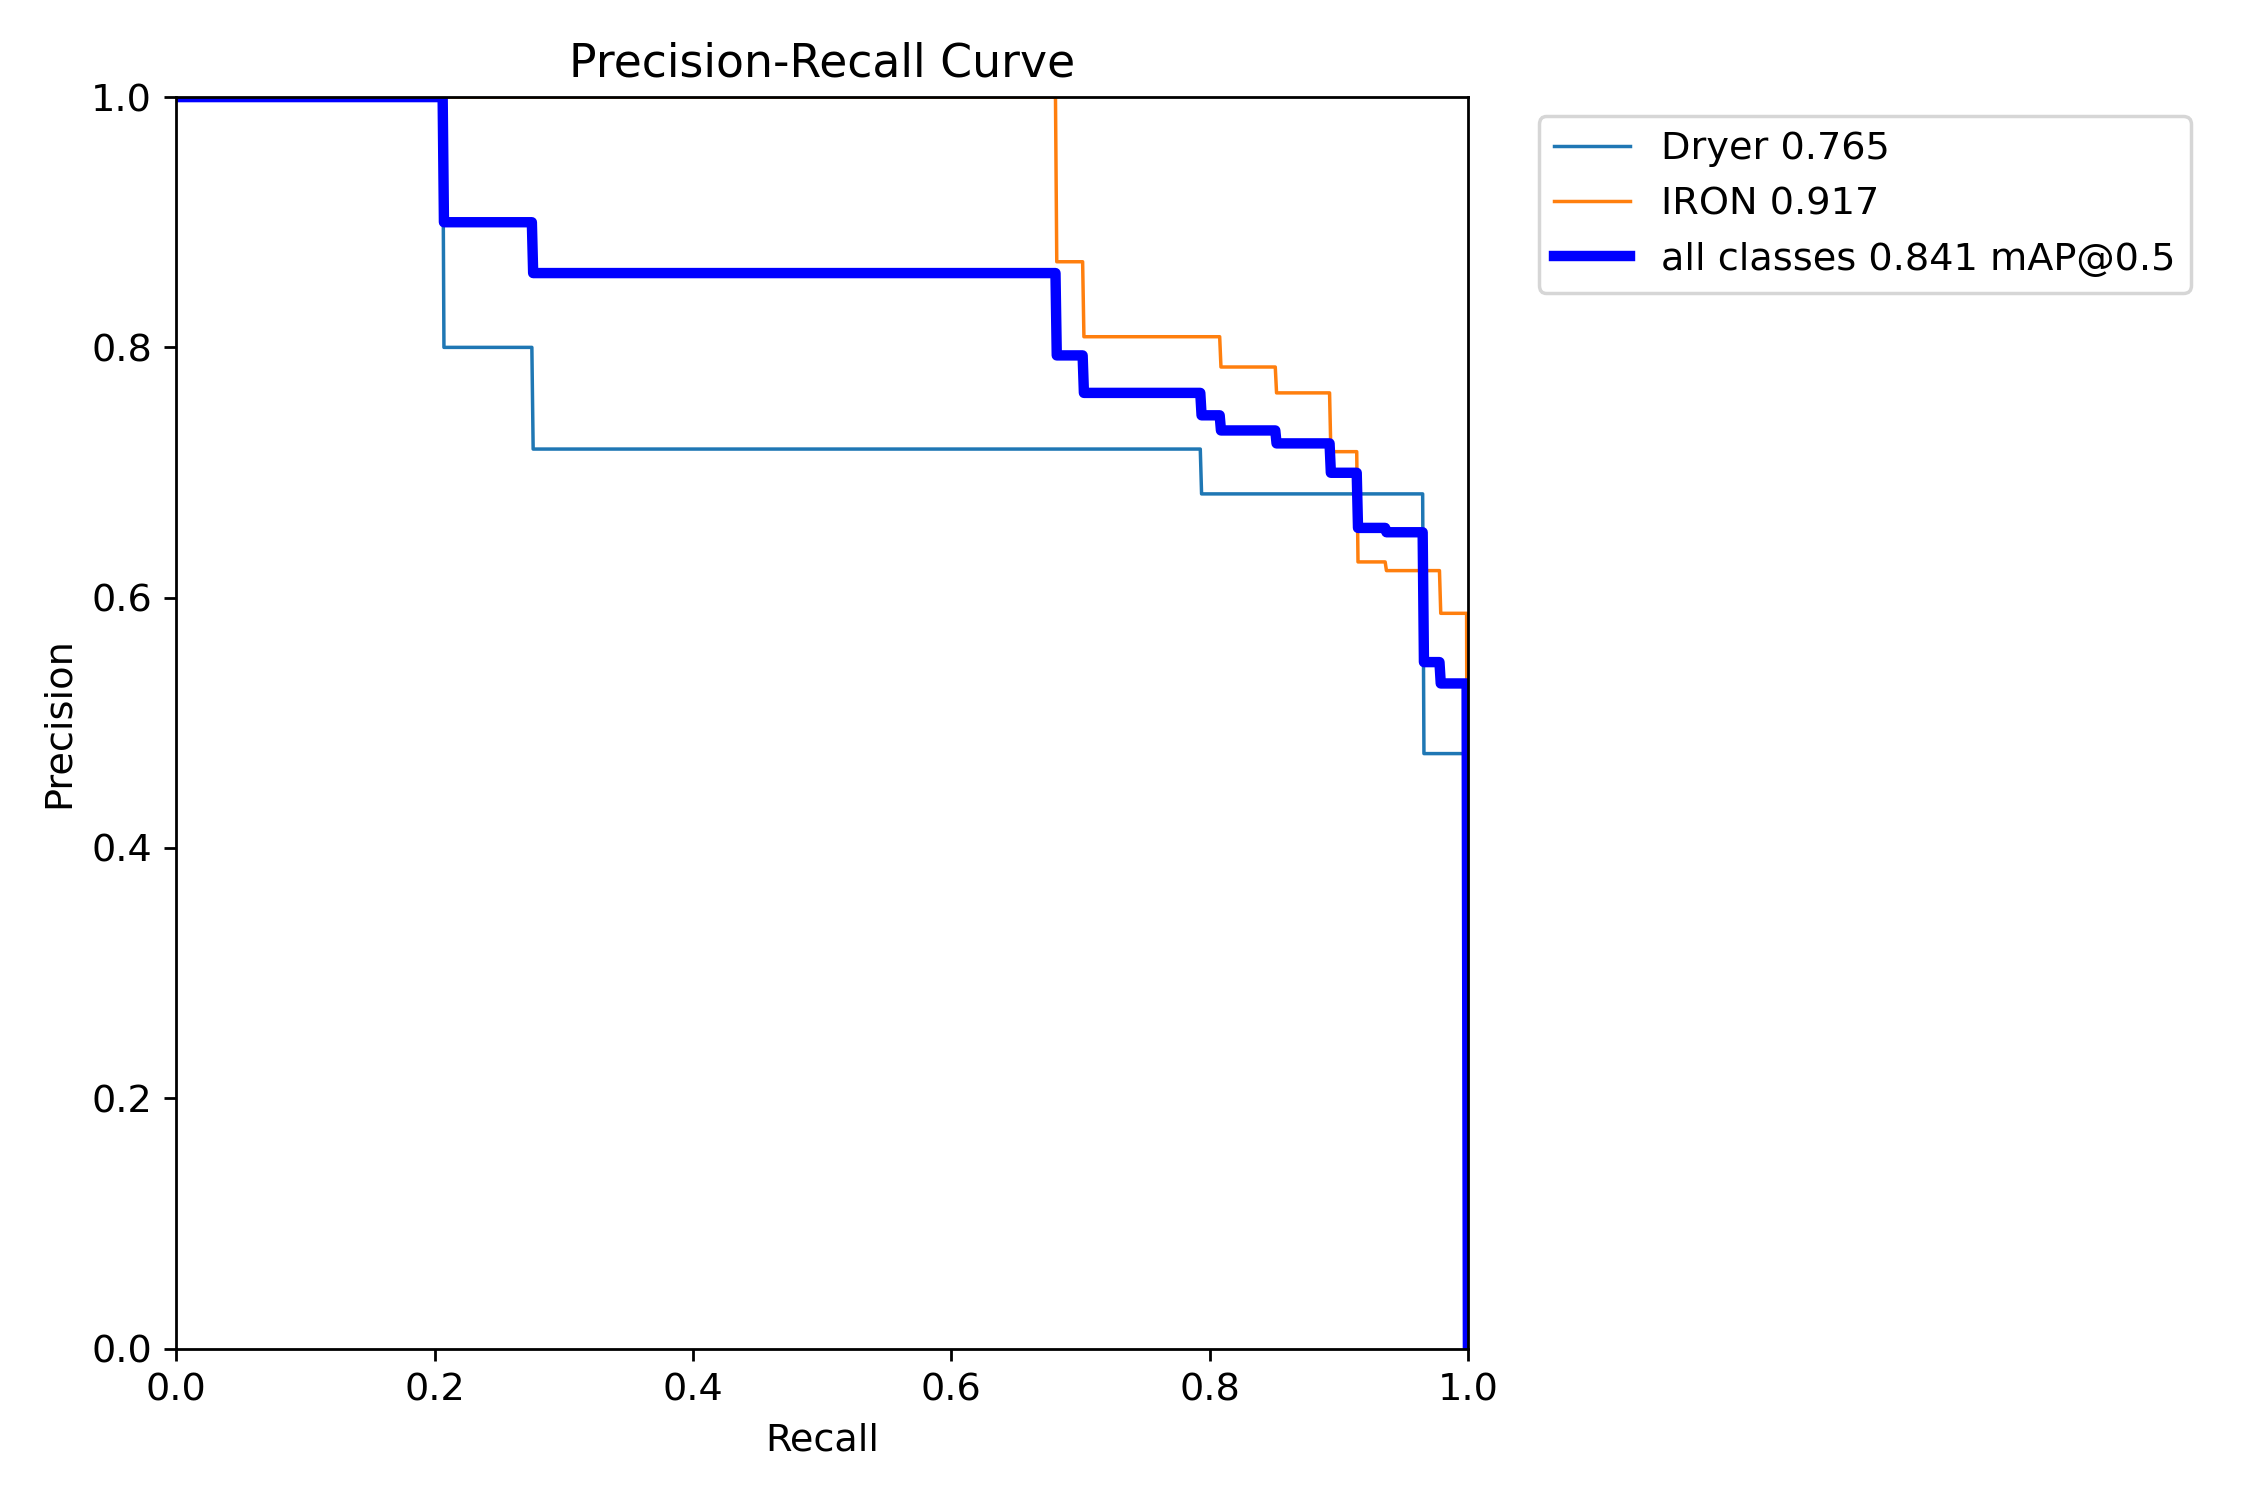 Precision-Recall Curve
1.0
0.8
0.6
0.4
0.2
0.0
Precision
0.0 0.2 0.4 0.6 0.8 1.0
Recall
Dryer 0.765
IRON 0.917
all classes 0.841 mAP@0.5